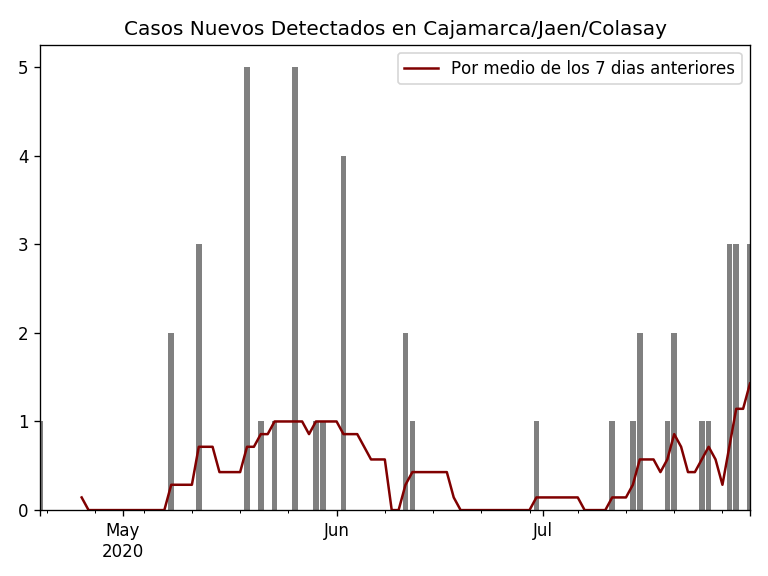 Casos Nuevos Detectados en Cajamarca/Jaen/Colasay
Por medio de los 7 dias anteriores
5
4
3
2
1
0
May
2020
Jun
Jul